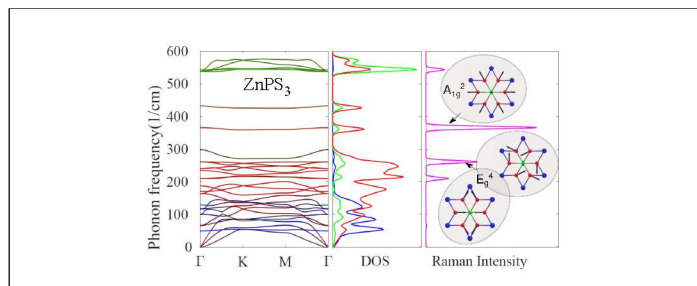 600
500
400
300
200
100
0
Phonon frequency(1/cm)
ZnPS3
Γ K M Γ
DOS
Raman Intensity
A1g2
Eg4